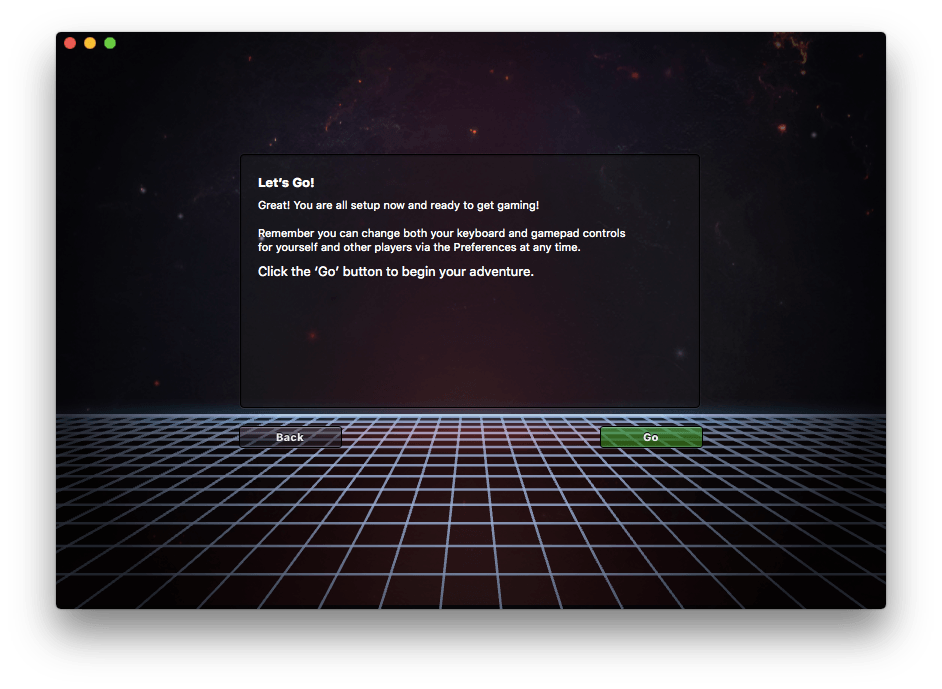 Let's Go!
Great! You are all setup now and ready to get gaming!
Remember you can change both your keyboard and gamepad controls
for yourself and other players via the Preferences at any time.
Click the ‘Go’ button to begin your adventure.
Back
Go